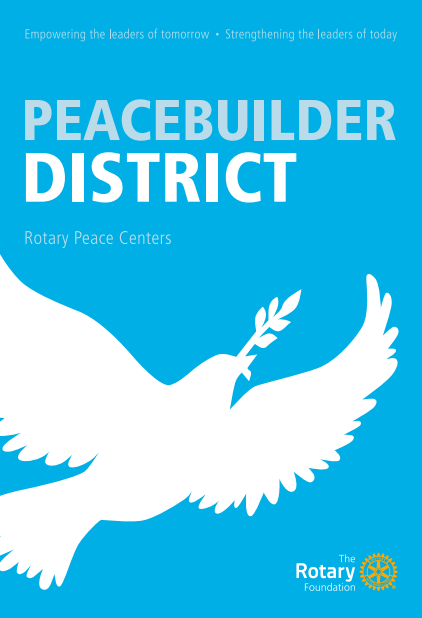 Empowering the leaders of tomorrow • Strengthening the leaders of today
PEACEBUILDER
DISTRICT
Rotary Peace Centers
The
Rotary
Foundation